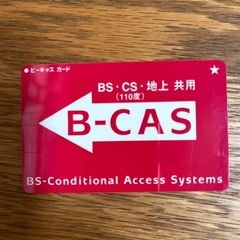 ● ビーキャス カード
★
BS・CS・地上 共用
(110度)
B-CAS
BS-Conditional Access Systems